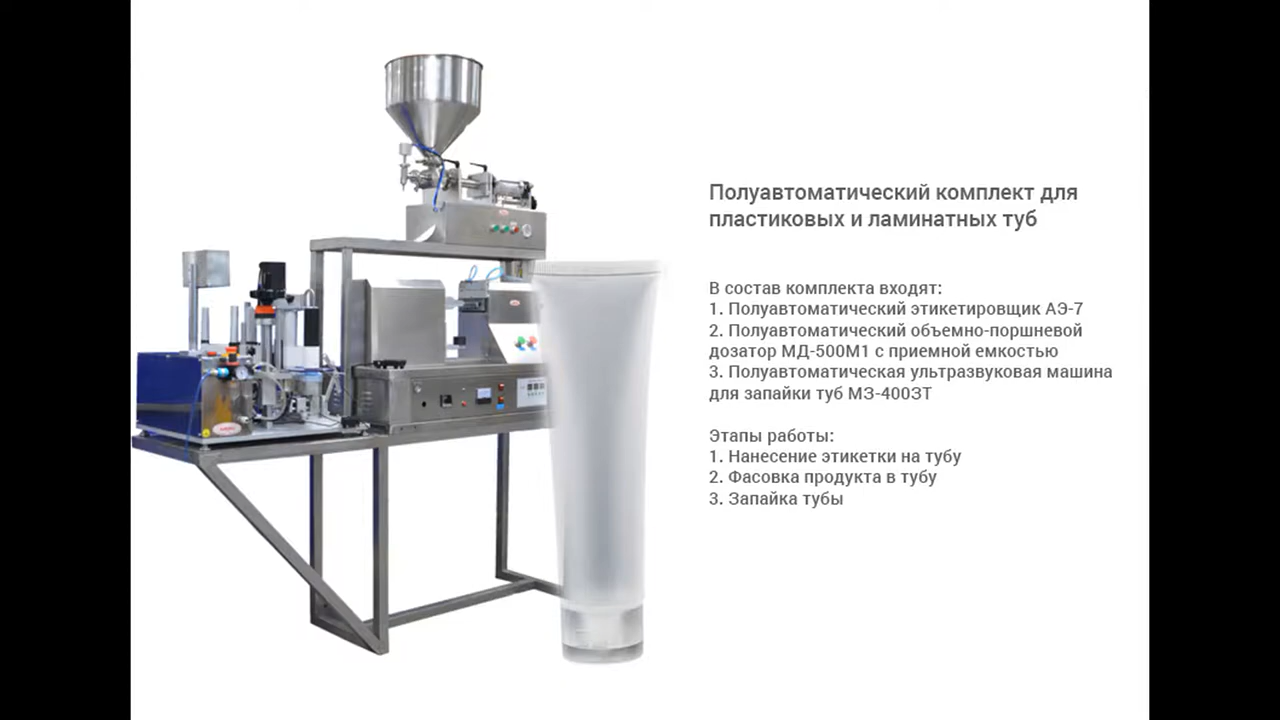 Полуавтоматический комплект для
пластиковых и ламинатных туб
В состав комплекта входят:
1. Полуавтоматический этикетировщик АЭ-7
2. Полуавтоматический объемно-поршневой
дозатор МД-500М1 с приемной емкостью
3. Полуавтоматическая ультразвуковая машина
для запайки туб МЗ-400ЗТ
Этапы работы:
1. Нанесение этикетки на тубу
2. Фасовка продукта в тубу
3. Запайка тубы